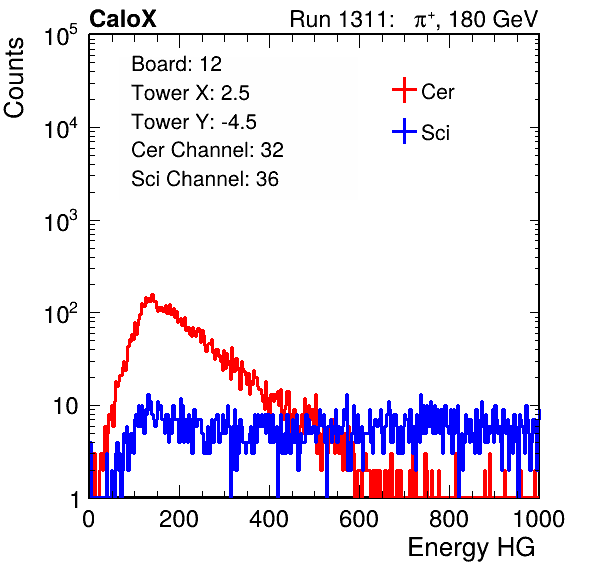 CaloX Run 1311: π⁺, 180 GeV
Board: 12
Tower X: 2.5
Tower Y: -4.5
Cer Channel: 32
Sci Channel: 36
Cer
Sci
Counts
10⁵
10⁴
10³
10²
10
1
0 200 400 600 800 1000
Energy HG